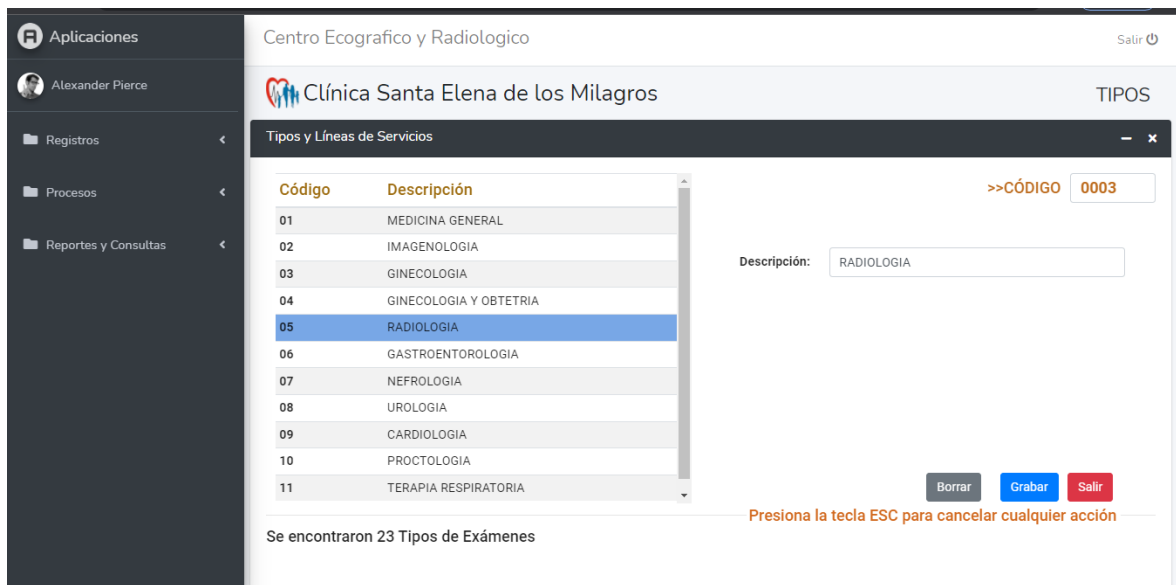 Aplicaciones
Centro Ecografico y Radiologico
Salir
Alexander Pierce
Clínica Santa Elena de los Milagros
TIPOS
Registros
Procesos
Reportes y Consultas
Tipos y Líneas de Servicios
Código Descripción
01 MEDICINA GENERAL
02 IMAGENOLOGIA
03 GINECOLOGIA
04 GINECOLOGIA Y OBTETRIA
05 RADIOLOGIA
06 GASTROENTOROLOGIA
07 NEFROLOGIA
08 UROLOGIA
09 CARDIOLOGIA
10 PROCTOLOGIA
11 TERAPIA RESPIRATORIA
>>CÓDIGO 0003
Descripción: RADIOLOGIA
Borrar Grabar Salir
Presiona la tecla ESC para cancelar cualquier acción
Se encontraron 23 Tipos de Exámenes